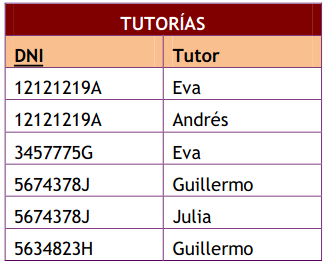 TUTORÍAS
DNI Tutor
12121219A Eva
12121219A Andrés
3457775G Eva
5674378J Guillermo
5674378J Julia
5634823H Guillermo